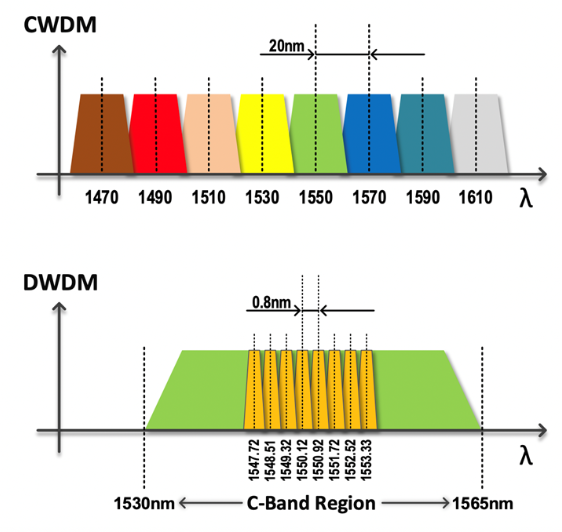 CWDM
20nm
1470 1490 1510 1530 1550 1570 1590 1610 λ
DWDM
0.8nm
1547.72
1548.51
1549.32
1550.12
1550.92
1551.72
1552.52
1553.33
λ
1530nm C-Band Region 1565nm